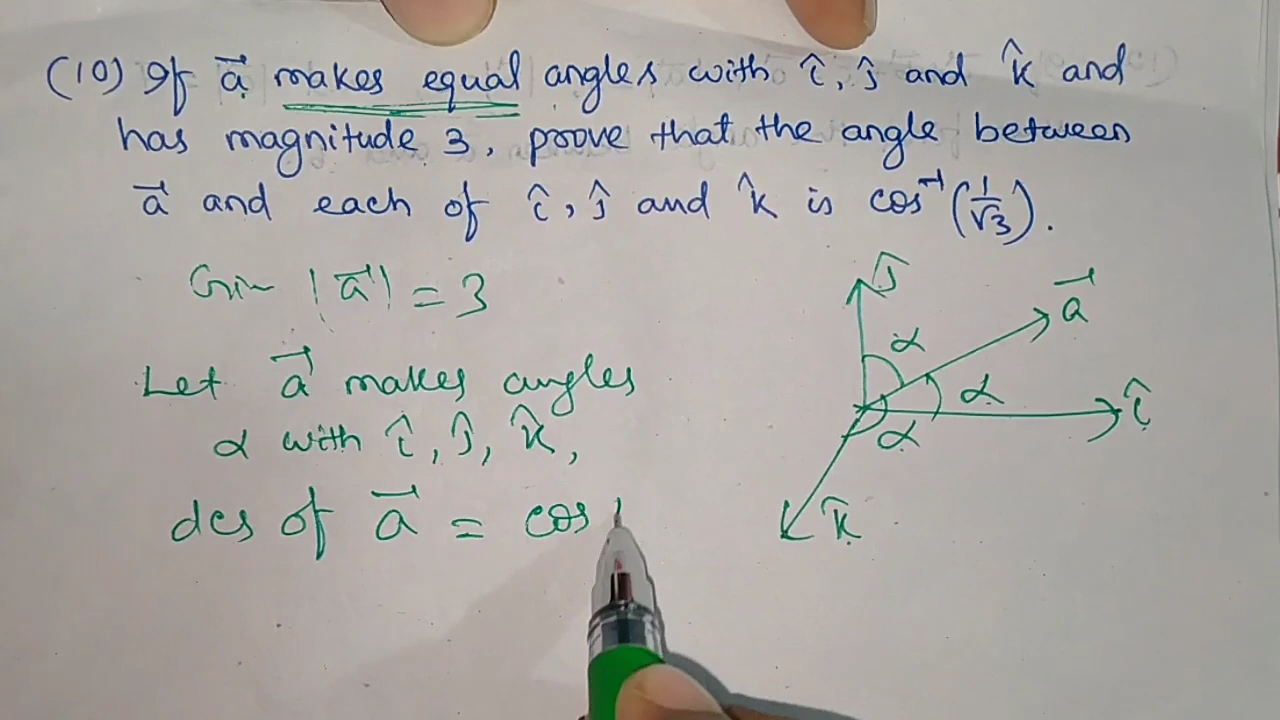 (10) If a⃗ makes equal angles with î, ĵ and k̂ and
has magnitude 3, prove that the angle between
a⃗ and each of î, ĵ and k̂ is cos⁻¹(1/√3).
Given |a⃗| = 3
Let a⃗ makes angles
α with î, ĵ, k̂,
dcs of a⃗ = cos
ĵ
a⃗
α
α
î
α
k̂